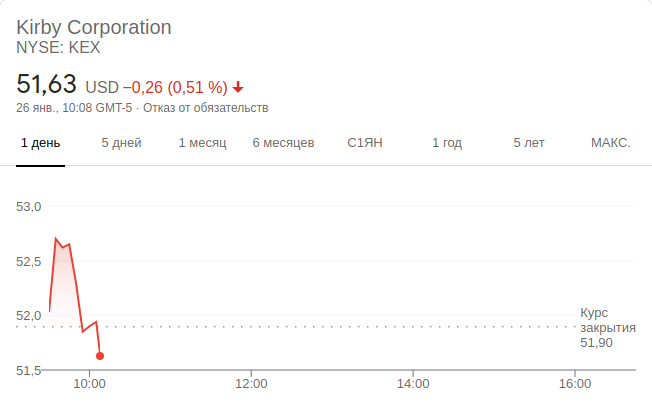 Kirby Corporation
NYSE: KEX
51,63 USD −0,26 (0,51 %)
26 янв., 10:08 GMT-5 · Отказ от обязательств
1 день 5 дней 1 месяц 6 месяцев С1ЯН 1 год 5 лет МАКС.
53,0
52,5
52,0
51,5
Курс
закрытия
51,90
10:00 12:00 14:00 16:00